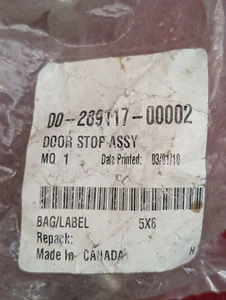 DD-289117-00002
DOOR STOP ASSY
MQ 1 Date Printed: 03/01/10
BAG/LABEL 5X6
Repack:
Made In CANADA
H